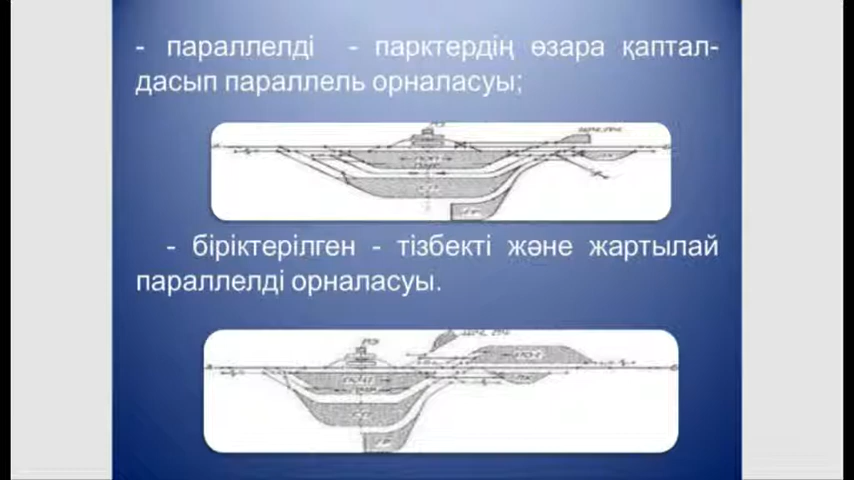 - параллелді - парктердің өзара қаптал-
дасып параллель орналасуы;
- біріктерілген - тізбекті және жартылай
параллелді орналасуы.